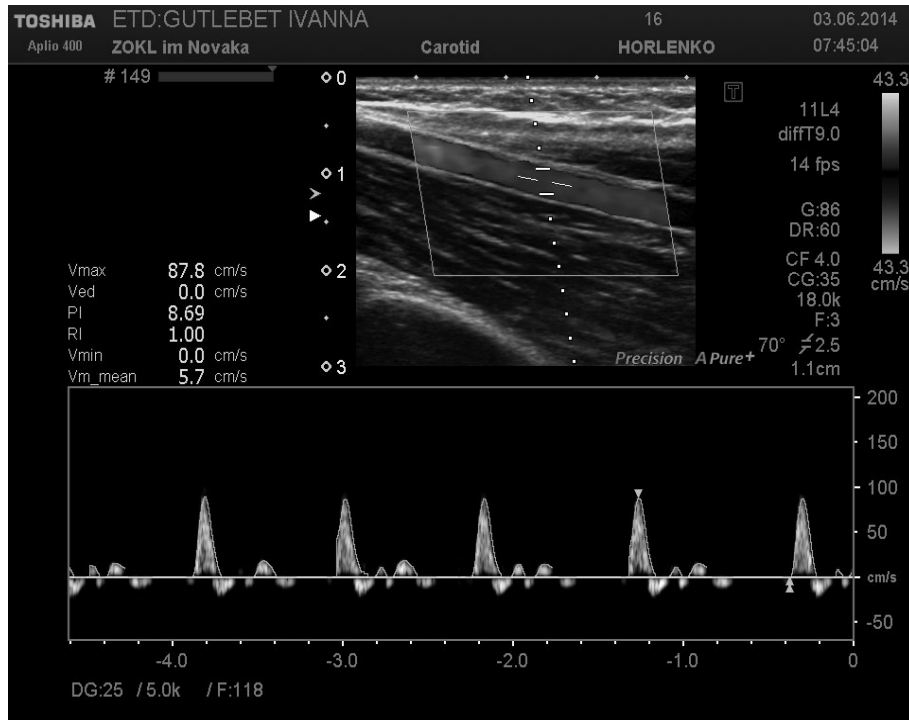 TOSHIBA ETD:GUTLEBET IVANNA 16 03.06.2014
Aplio 400 ZOKL im Novaka Carotid HORLENKO 07:45:04
# 149
0
1
2
3
T
43.3
11L4
diffT9.0
14 fps
G:86
DR:60
CF 4.0
CG:35
18.0k
F:3
70° ≠2.5
1.1cm
43.3
cm/s
Vmax 87.8 cm/s
Ved 0.0 cm/s
PI 8.69
RI 1.00
Vmin 0.0 cm/s
Vm_mean 5.7 cm/s
Precision APure+
200
150
100
50
cm/s
-50
-4.0 -3.0 -2.0 -1.0 0
DG:25 / 5.0k / F:118